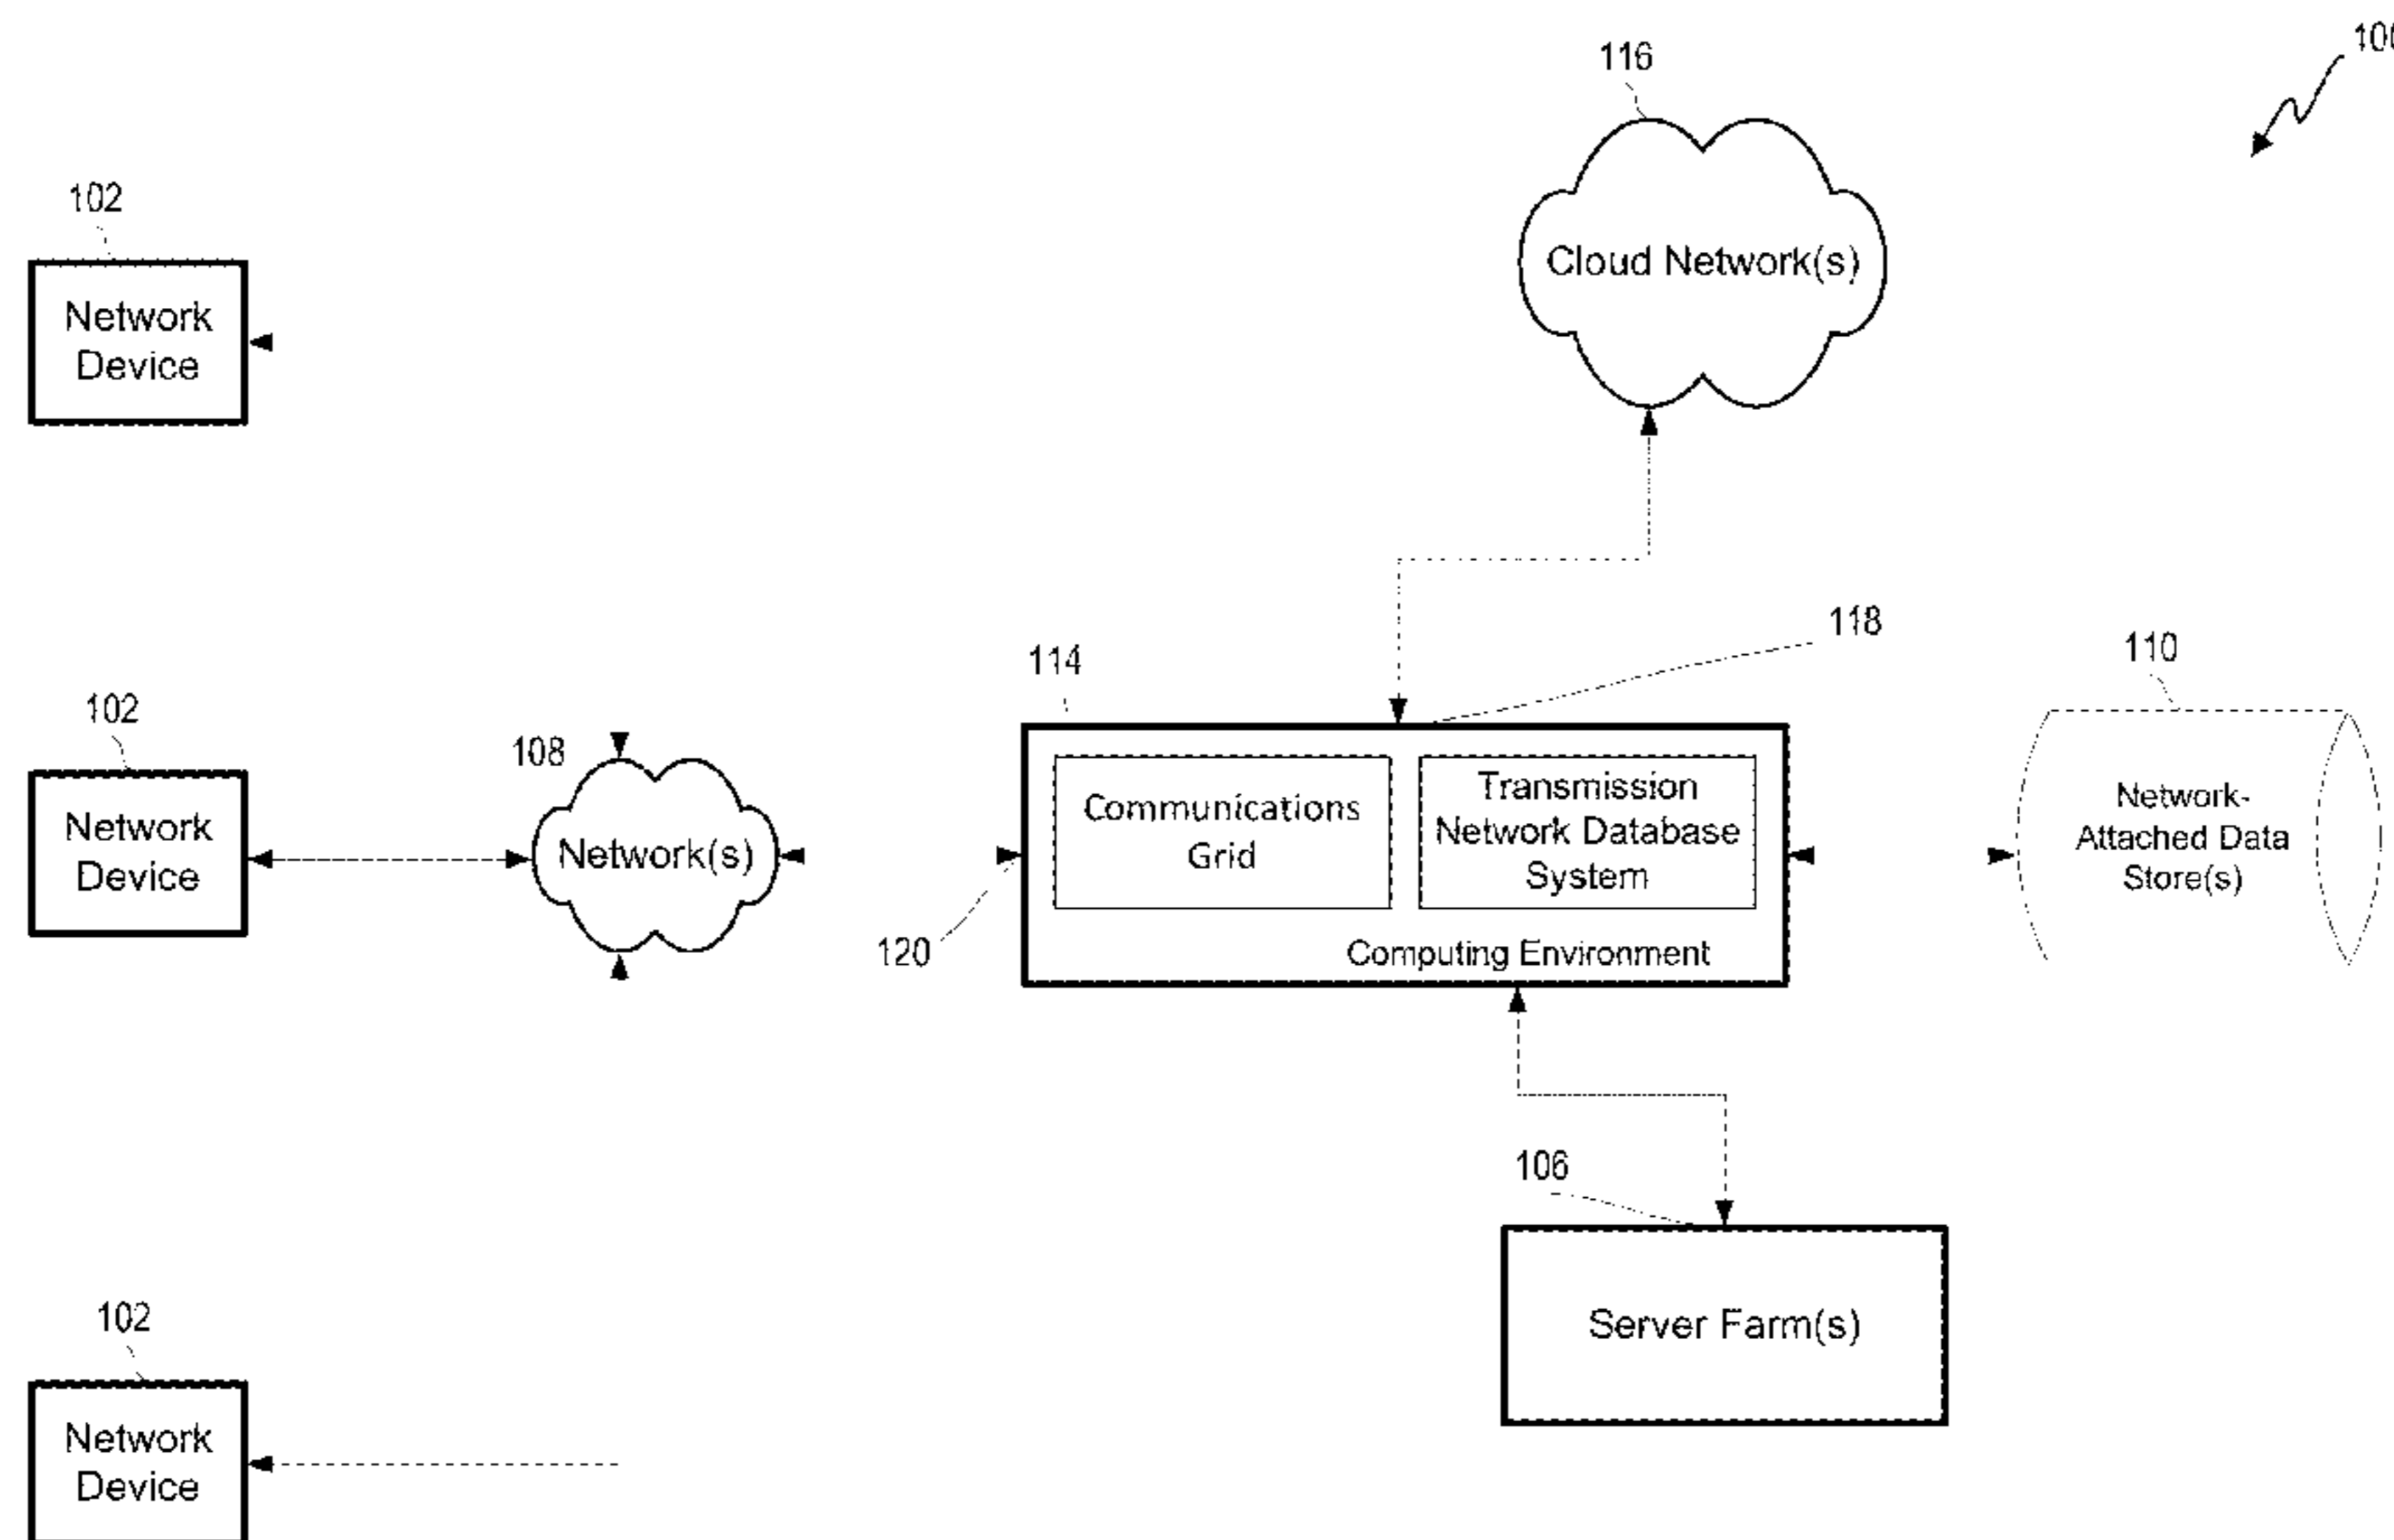 100
116
102
Cloud Network(s)
Network
Device
118
114
110
102
108
Network(s)
Network
Device
Communications
Grid
Transmission
Network Database
System
Computing Environment
120
Network-
Attached Data
Store(s)
106
Server Farm(s)
102
Network
Device